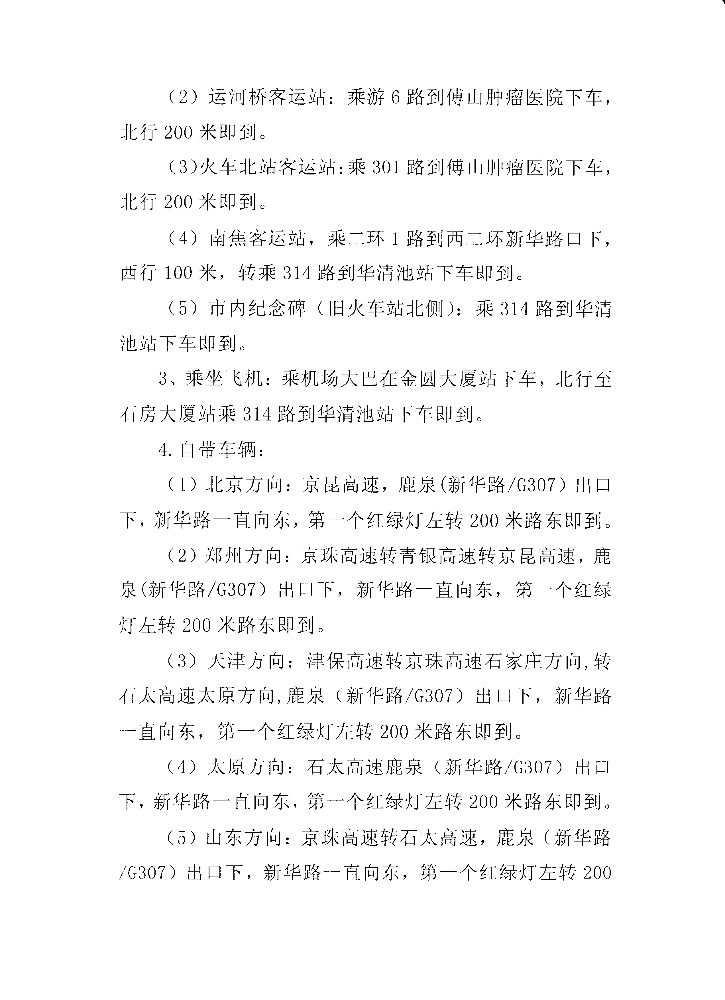 （2）运河桥客运站：乘游 6 路到傅山肿瘤医院下车，
北行 200 米即到。
（3)火车北站客运站：乘 301 路到傅山肿瘤医院下车，
北行 200 米即到。
（4）南焦客运站，乘二环 1 路到西二环新华路口下，
西行 100 米，转乘 314 路到华清池站下车即到。
（5）市内纪念碑（旧火车站北侧）：乘 314 路到华清
池站下车即到。
3、乘坐飞机：乘机场大巴在金圆大厦站下车，北行至
石房大厦站乘 314 路到华清池站下车即到。
4. 自带车辆：
（1）北京方向：京昆高速，鹿泉(新华路/G307）出口
下，新华路一直向东，第一个红绿灯左转 200 米路东即到。
（2）郑州方向：京珠高速转青银高速转京昆高速，鹿
泉(新华路/G307）出口下，新华路一直向东，第一个红绿
灯左转 200 米路东即到。
（3）天津方向：津保高速转京珠高速石家庄方向,转
石太高速太原方向,鹿泉（新华路/G307）出口下，新华路
一直向东，第一个红绿灯左转 200 米路东即到。
（4）太原方向：石太高速鹿泉（新华路/G307）出口
下，新华路一直向东，第一个红绿灯左转 200 米路东即到。
（5）山东方向：京珠高速转石太高速，鹿泉（新华路
/G307）出口下，新华路一直向东，第一个红绿灯左转 200